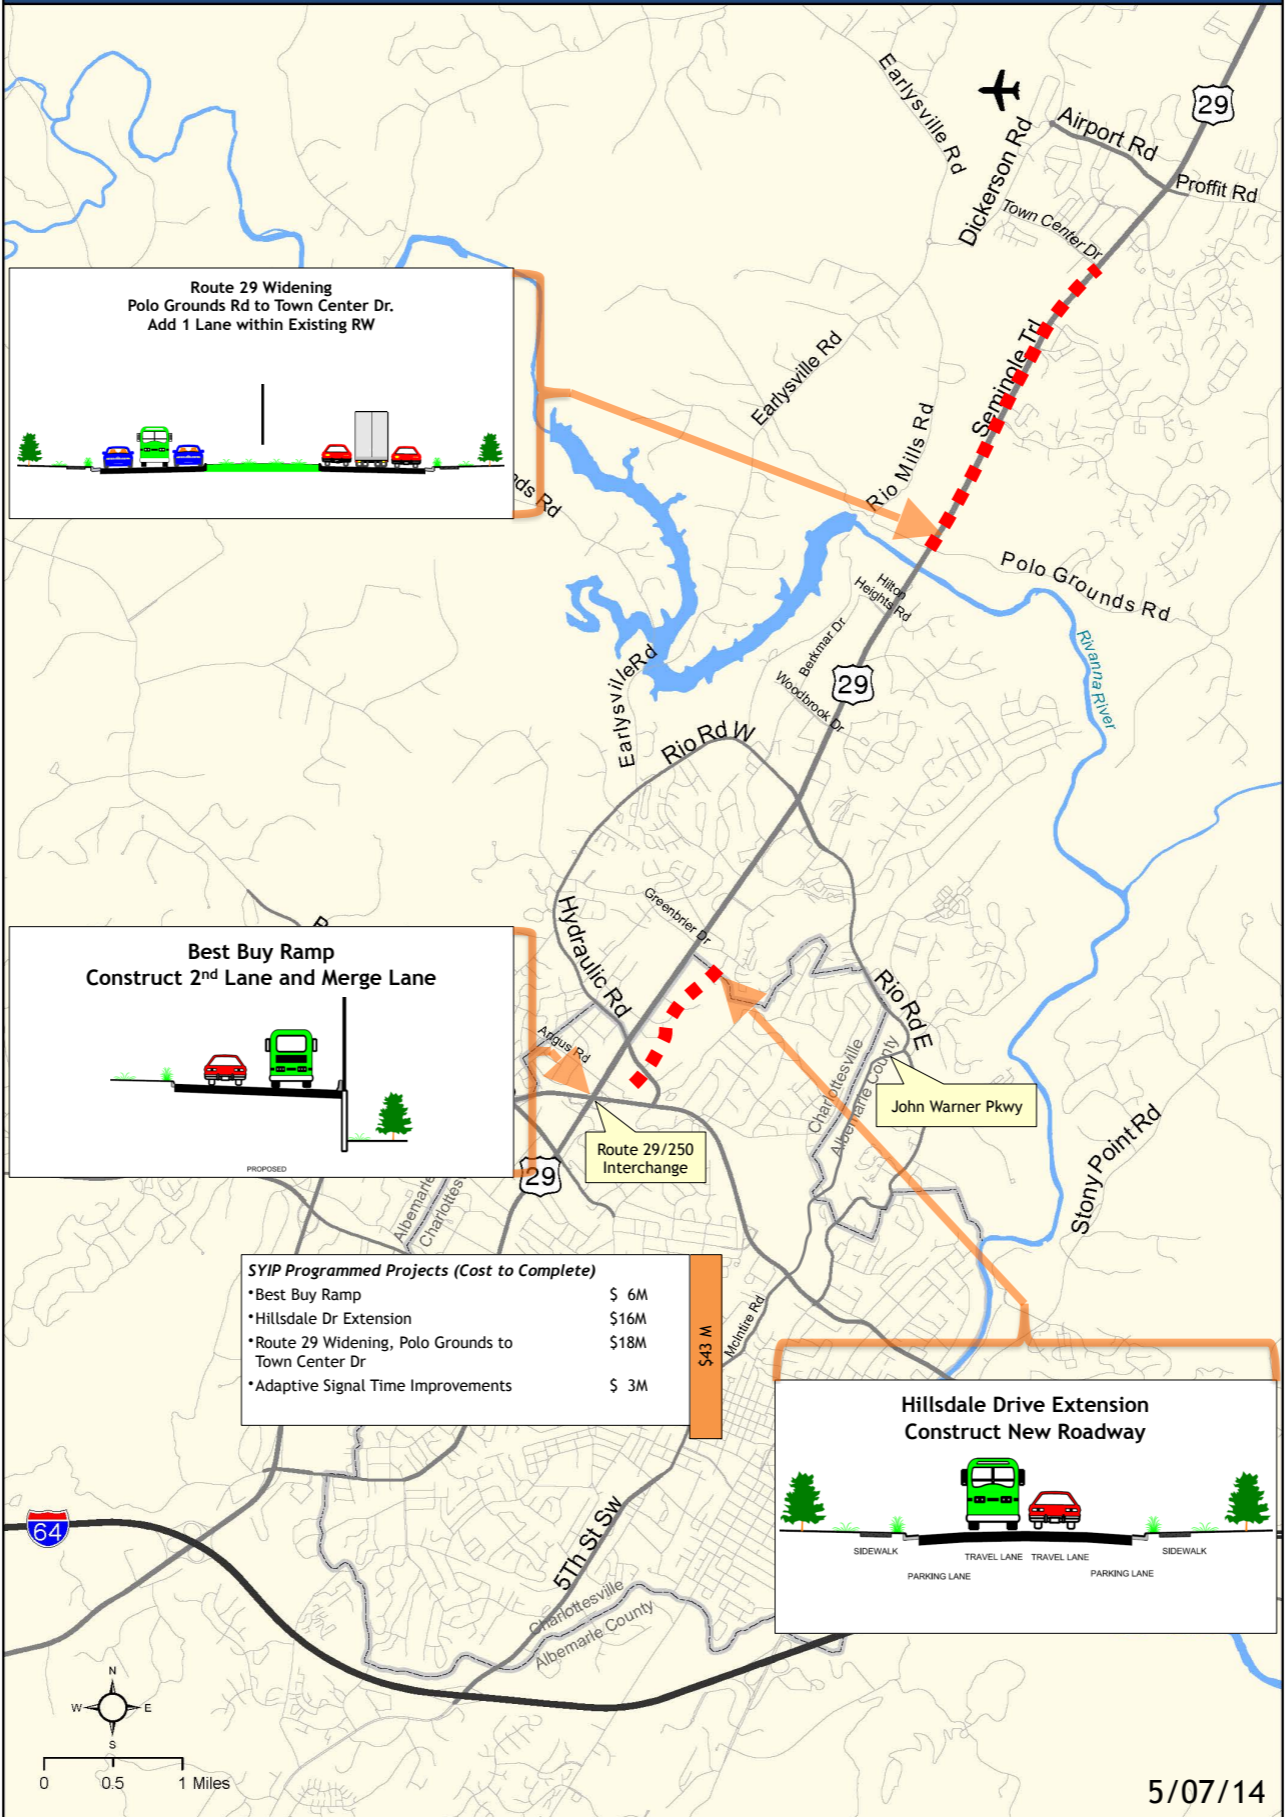 Earlysville Rd
29
Airport Rd
Dickerson Rd
Proffit Rd
Town Center Dr
Route 29 Widening
Polo Grounds Rd to Town Center Dr.
Add 1 Lane within Existing RW
Seminole Trl
Earlysville Rd
Rio Mills Rd
Rd
Polo Grounds Rd
Hilton
Heights Rd
Berkmar Dr
Rivanna River
Earlysville Rd
29
Woodbrook Dr
Rio Rd W
Greenbrier Dr
Hydraulic Rd
Best Buy Ramp
Construct 2nd Lane and Merge Lane
PROPOSED
Rio Rd E
Angus Rd
Charlottesville
Albemarle County
John Warner Pkwy
Route 29/250
Interchange
29
Stony Point Rd
Albemarle
SYIP Programmed Projects (Cost to Complete)
•Best Buy Ramp $ 6M
•Hillsdale Dr Extension $16M
•Route 29 Widening, Polo Grounds to $18M
Town Center Dr
•Adaptive Signal Time Improvements $ 3M
$43 M
McIntire Rd
Hillsdale Drive Extension
Construct New Roadway
SIDEWALK
TRAVEL LANE
TRAVEL LANE
SIDEWALK
PARKING LANE
PARKING LANE
64
5Th St Sw
Charlottesville
Albemarle County
N
W
E
S
0 0.5 1 Miles
5/07/14